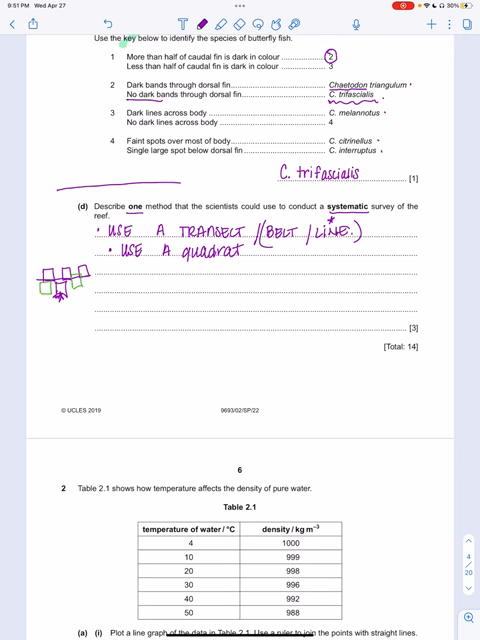 9:51 PM Wed Apr 27
30%
Use the key below to identify the species of butterfly fish.
1 More than half of caudal fin is dark in colour ..................... 2
Less than half of caudal fin is dark in colour ..................... 3
2 Dark bands through dorsal fin..................... Chaetodon triangulum
No dark bands through dorsal fin..................... C. trifascialis
3 Dark lines across body ..................... C. melannotus
No dark lines across body ..................... 4
4 Faint spots over most of body..................... C. citrinellus
Single large spot below dorsal fin ..................... C. interruptus
C. trifascialis
..................... [1]
(d) Describe one method that the scientists could use to conduct a systematic survey of the
reef.
• USE A TRANSECT / (BELT / LINE.)
• USE A quadrat
..................... [3]
[Total: 14]
© UCLES 2019
9693/02/SP/22
6
2 Table 2.1 shows how temperature affects the density of pure water.
Table 2.1
temperature of water / °C density / kg m⁻³
4 1000
10 999
20 998
30 996
40 992
50 988
(a) (i) Plot a line graph of the data in Table 2.1. Use a ruler to join the points with straight lines.
4
/
20